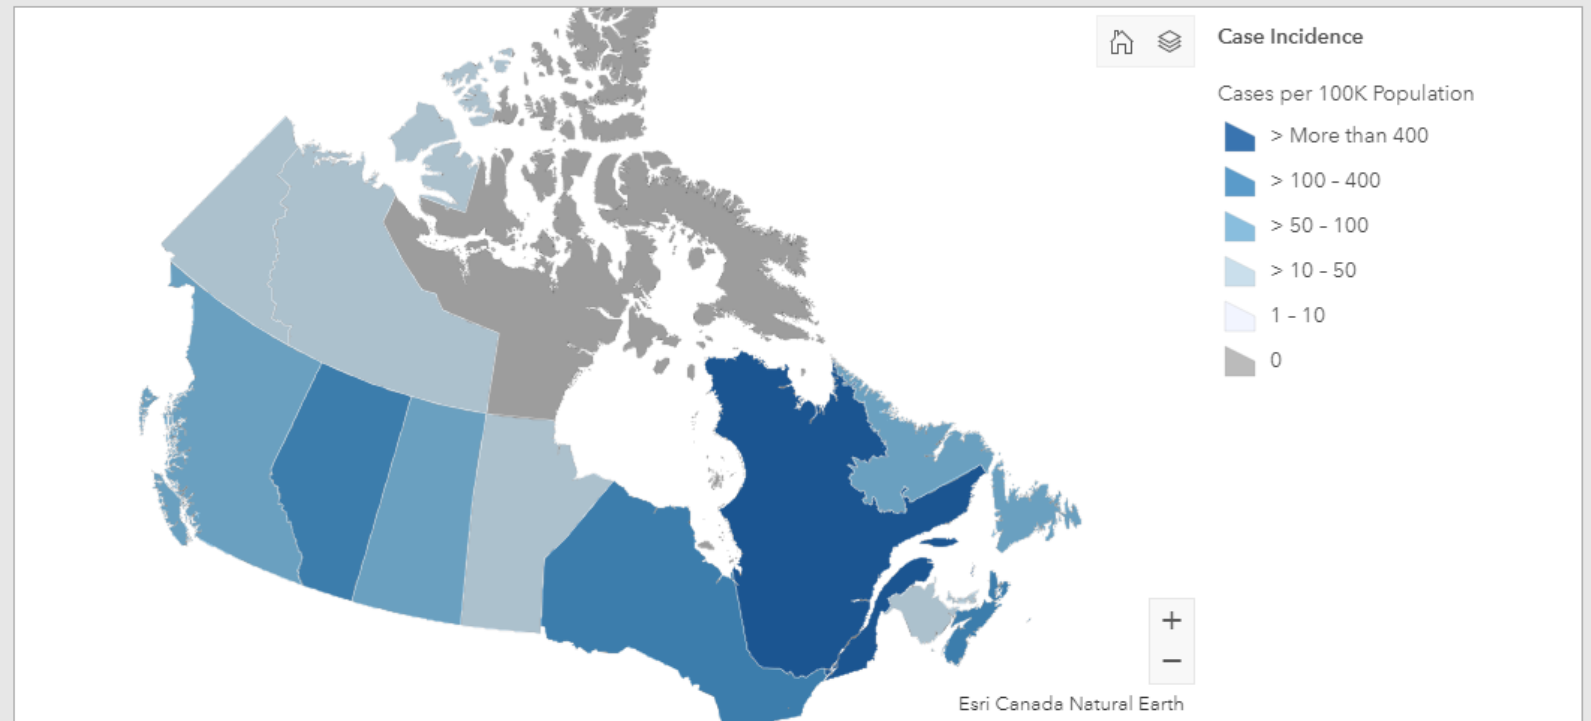 Case Incidence
Cases per 100K Population
> More than 400
> 100 - 400
> 50 - 100
> 10 - 50
1 - 10
0
+
−
Esri Canada Natural Earth